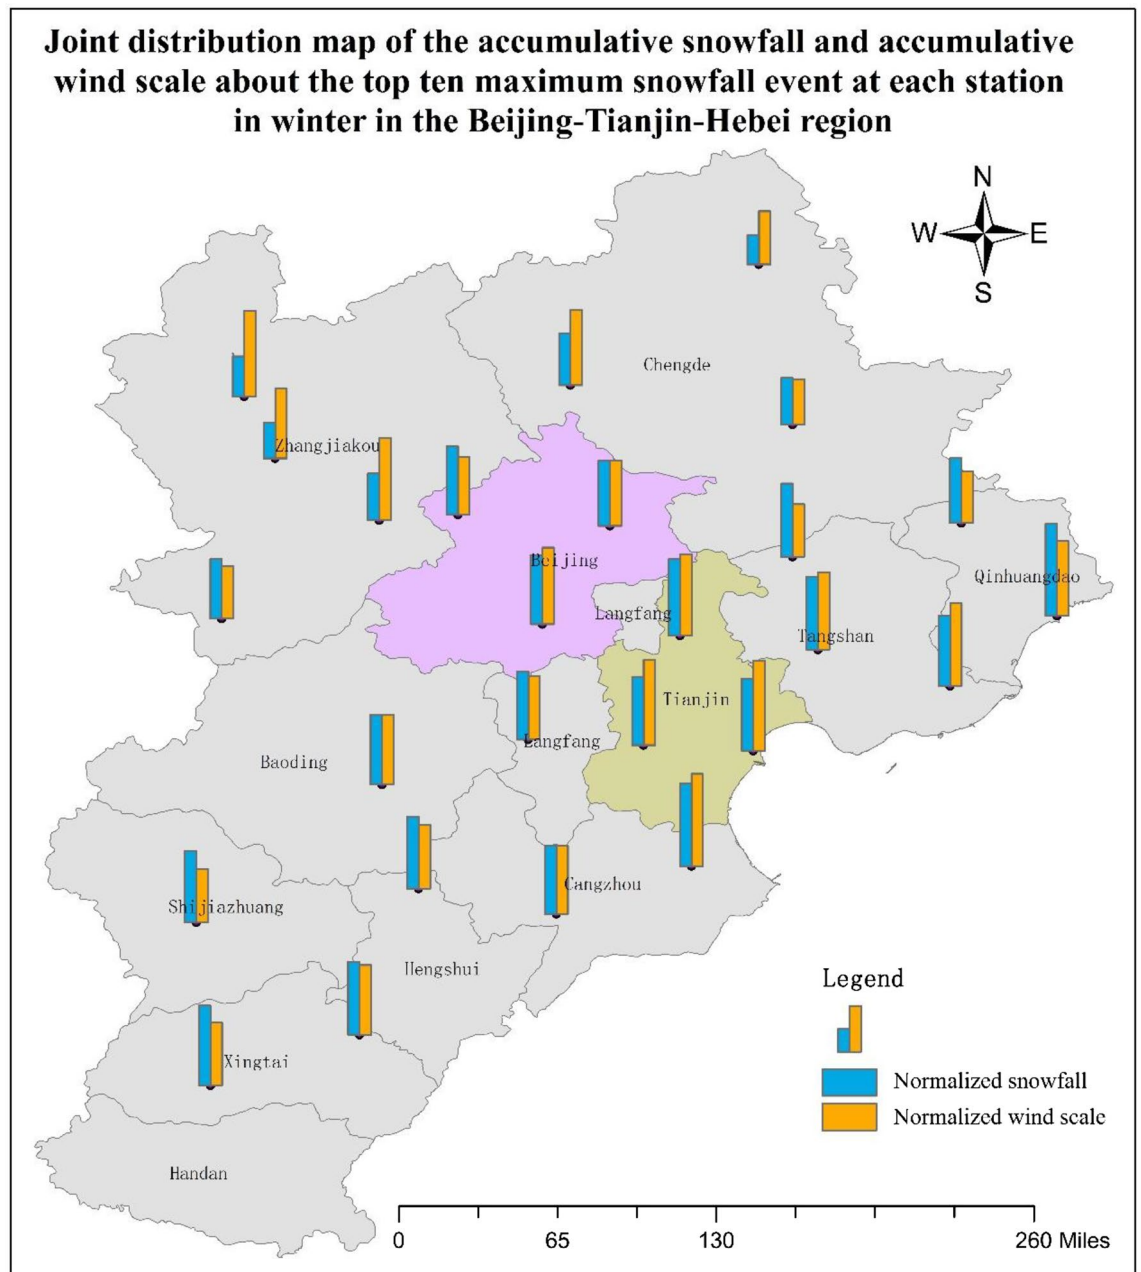 Joint distribution map of the accumulative snowfall and accumulative
wind scale about the top ten maximum snowfall event at each station
in winter in the Beijing-Tianjin-Hebei region
N
W E
S
Chengde
Zhangjiakou
Beijing
Qinhuangdao
Langfang
Tangshan
Tianjin
Langfang
Baoding
Cangzhou
Shijiazhuang
Hengshui
Legend
Normalized snowfall
Normalized wind scale
Xingtai
Handan
0 65 130 260 Miles